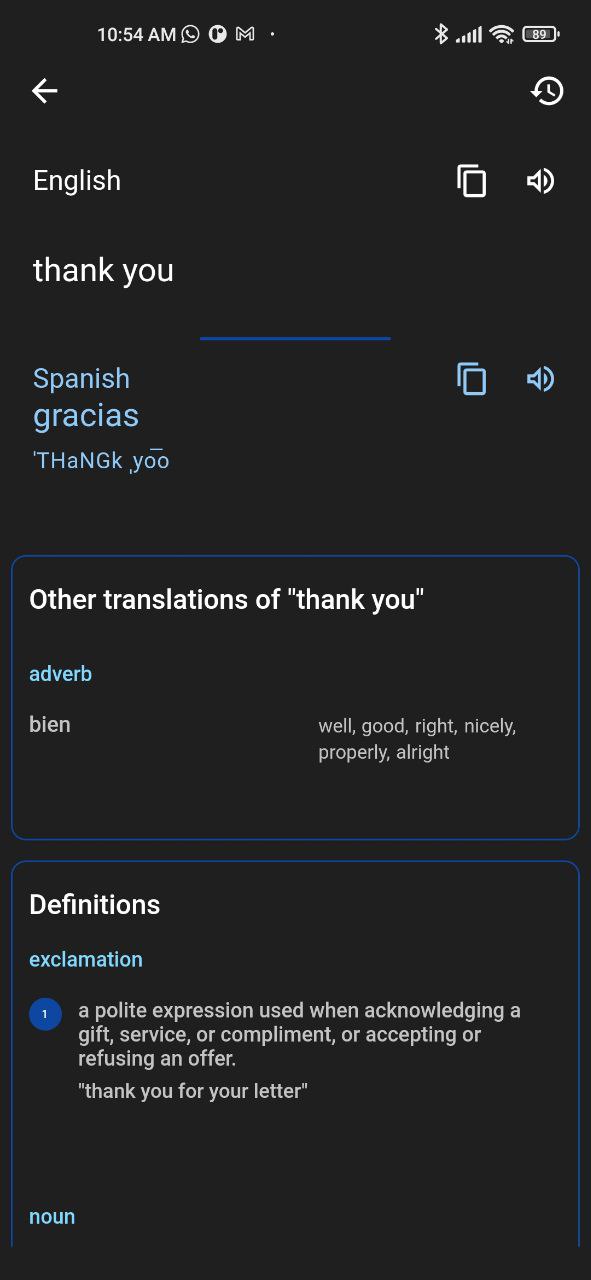 10:54 AM
89
English
thank you
Spanish
gracias
'THaNGk ˌyo͞o
Other translations of "thank you"
adverb
bien
well, good, right, nicely,
properly, alright
Definitions
exclamation
1
a polite expression used when acknowledging a
gift, service, or compliment, or accepting or
refusing an offer.
"thank you for your letter"
noun